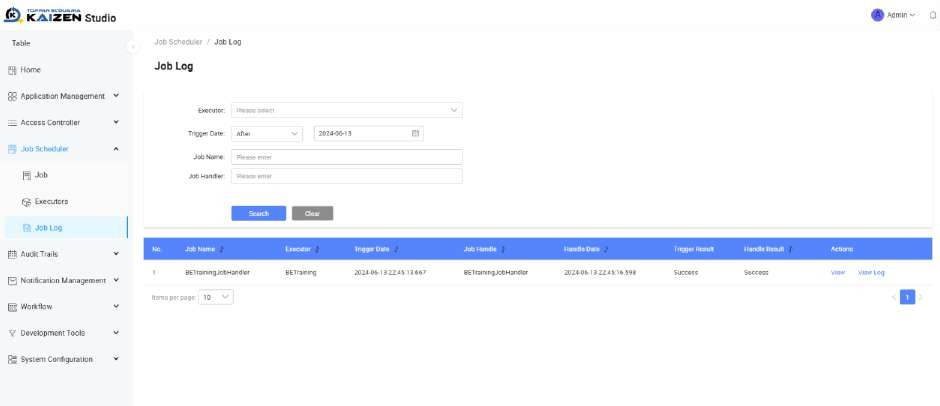 TOPPAN ECQUARIA
KAIZEN Studio
A Admin
Table
Job Scheduler / Job Log
Home
Job Log
Application Management
Access Controller
Job Scheduler
Job
Executors
Job Log
Audit Trails
Notification Management
Workflow
Development Tools
System Configuration
Executor: Please select
Trigger Date: After 2024-06-13
Job Name: Please enter
Job Handler: Please enter
Search Clear
No. Job Name Executor Trigger Date Job Handle Handle Date Trigger Result Handle Result Actions
1 BETrainingJobHandler BETraining 2024-06-13 22:45:13.667 BETrainingJobHandler 2024-06-13 22:45:16.598 Success Success View View Log
Items per page: 10
1